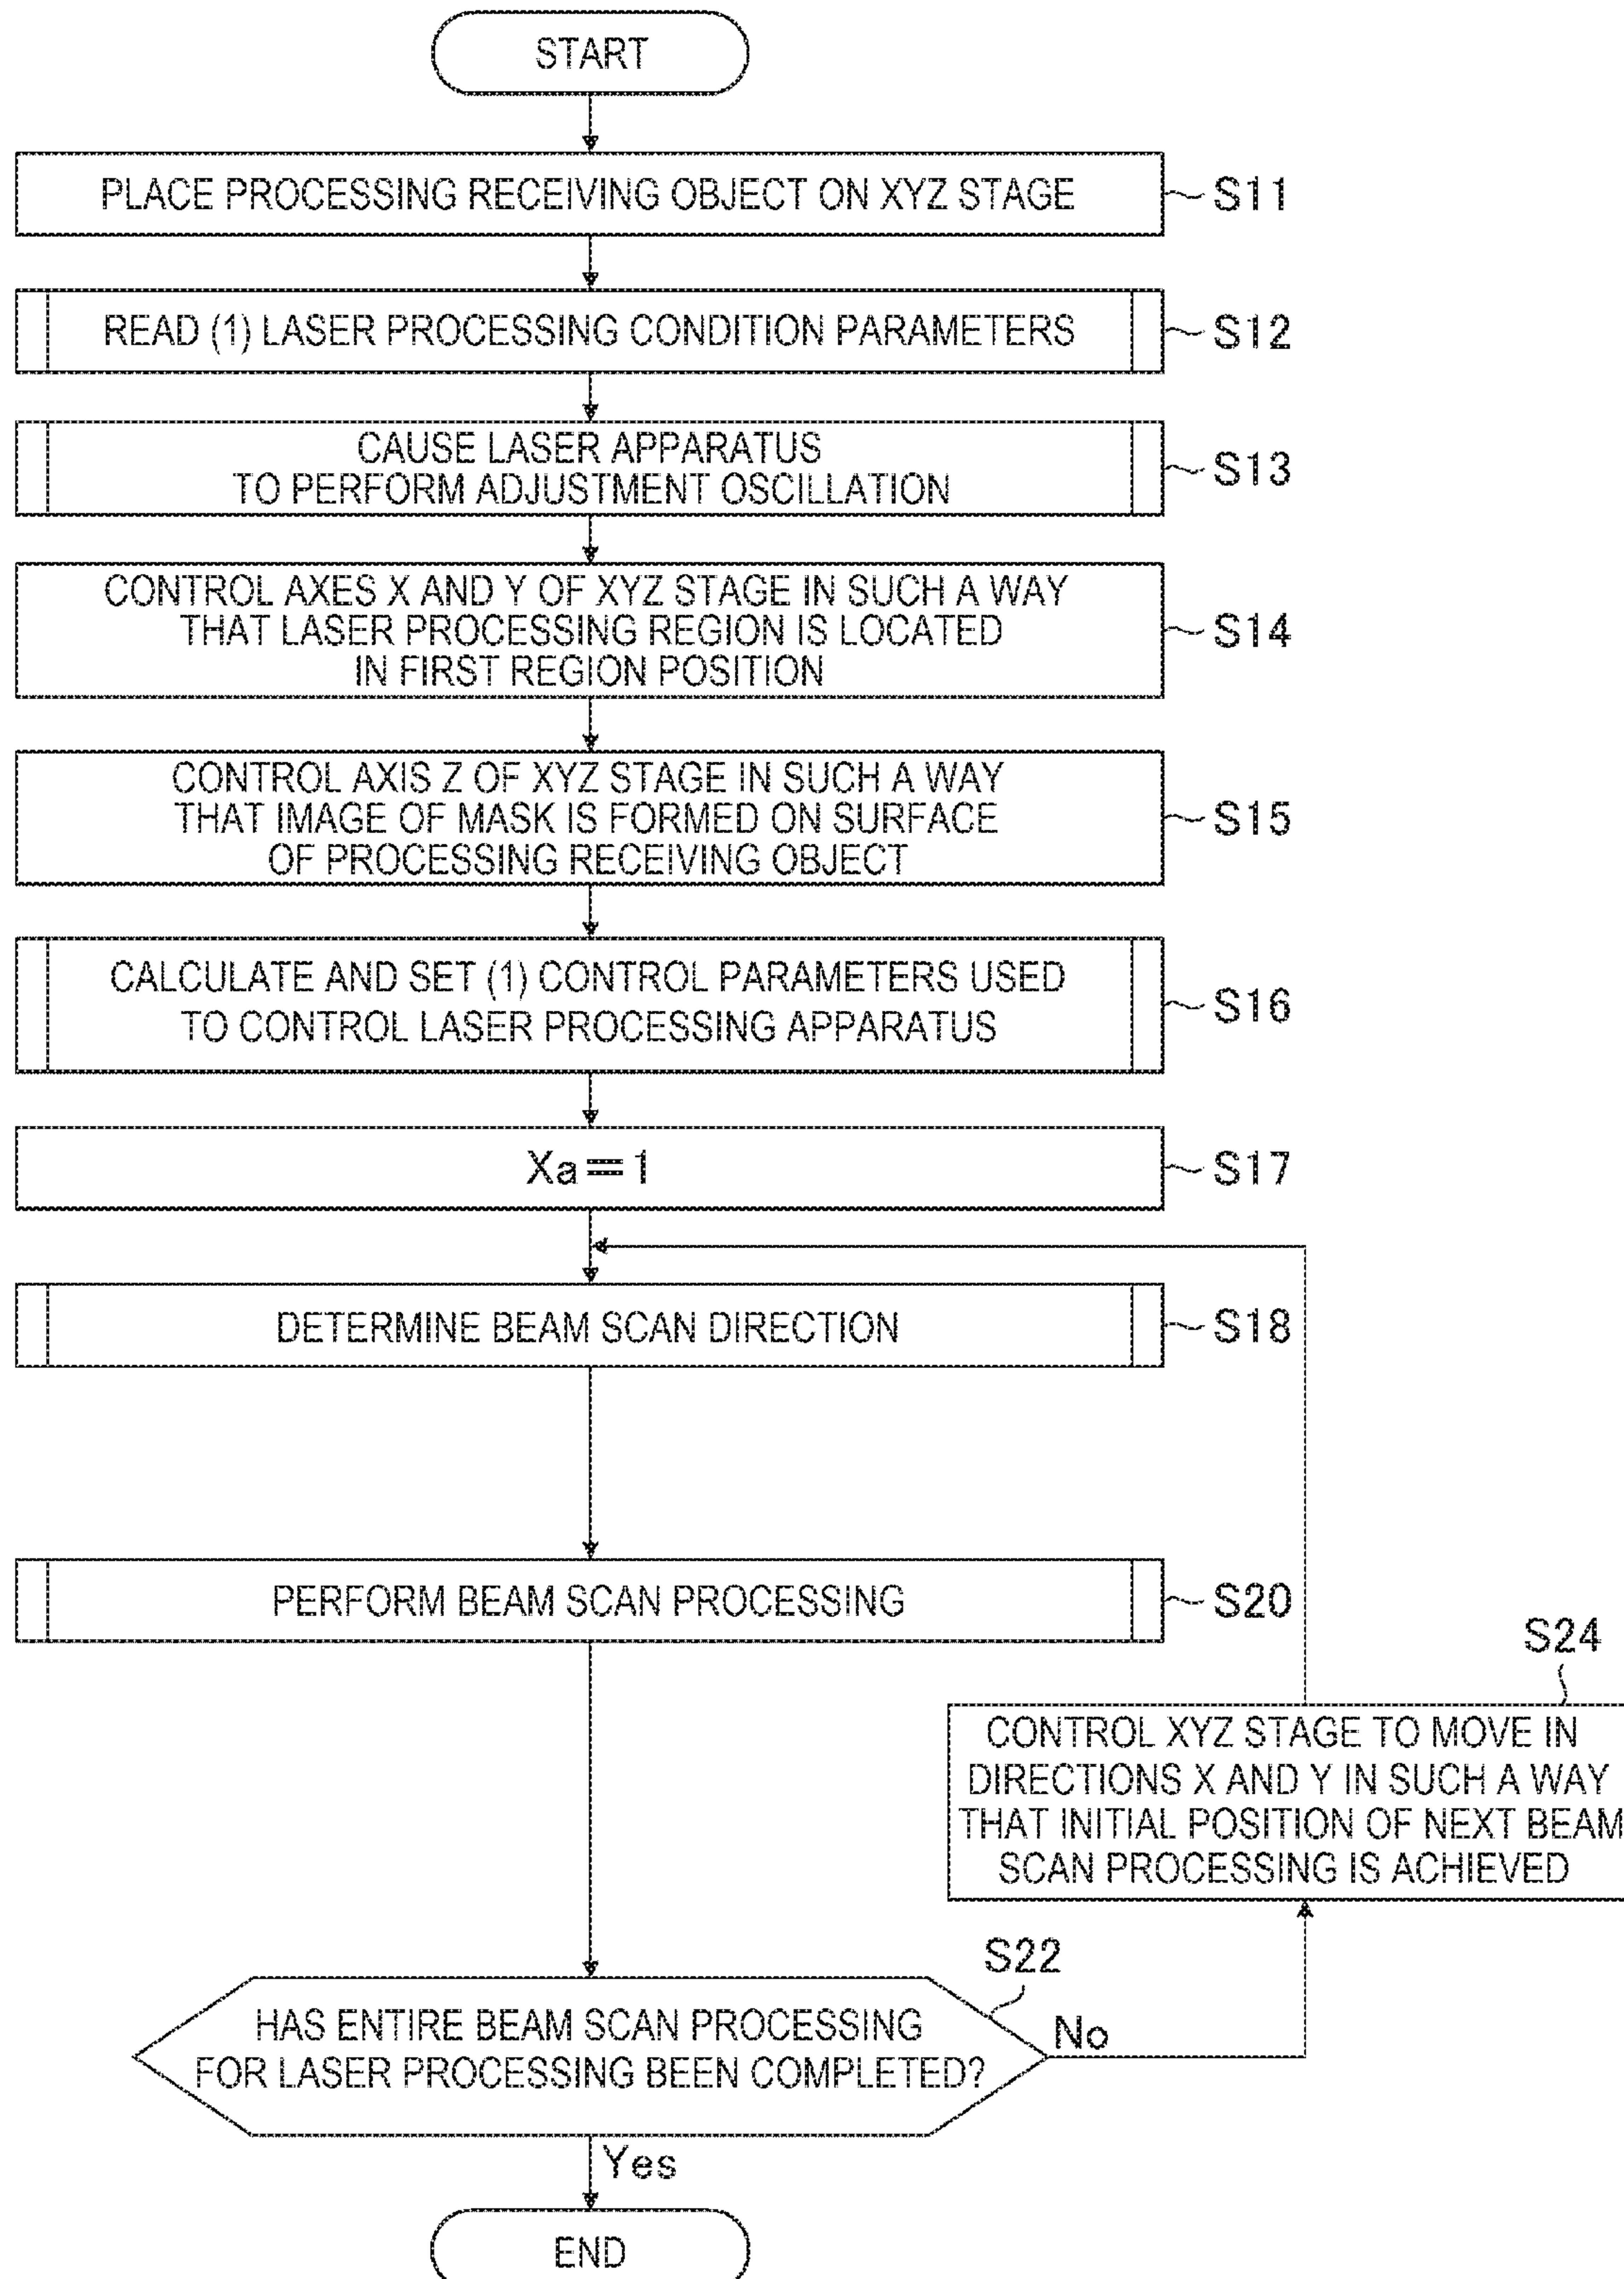 START
PLACE PROCESSING RECEIVING OBJECT ON XYZ STAGE
S11
READ (1) LASER PROCESSING CONDITION PARAMETERS
S12
CAUSE LASER APPARATUS
TO PERFORM ADJUSTMENT OSCILLATION
S13
CONTROL AXES X AND Y OF XYZ STAGE IN SUCH A WAY
THAT LASER PROCESSING REGION IS LOCATED
IN FIRST REGION POSITION
S14
CONTROL AXIS Z OF XYZ STAGE IN SUCH A WAY
THAT IMAGE OF MASK IS FORMED ON SURFACE
OF PROCESSING RECEIVING OBJECT
S15
CALCULATE AND SET (1) CONTROL PARAMETERS USED
TO CONTROL LASER PROCESSING APPARATUS
S16
Xa=1
S17
DETERMINE BEAM SCAN DIRECTION
S18
PERFORM BEAM SCAN PROCESSING
S20
S24
CONTROL XYZ STAGE TO MOVE IN
DIRECTIONS X AND Y IN SUCH A WAY
THAT INITIAL POSITION OF NEXT BEAM
SCAN PROCESSING IS ACHIEVED
S22
HAS ENTIRE BEAM SCAN PROCESSING
FOR LASER PROCESSING BEEN COMPLETED?
No
Yes
END